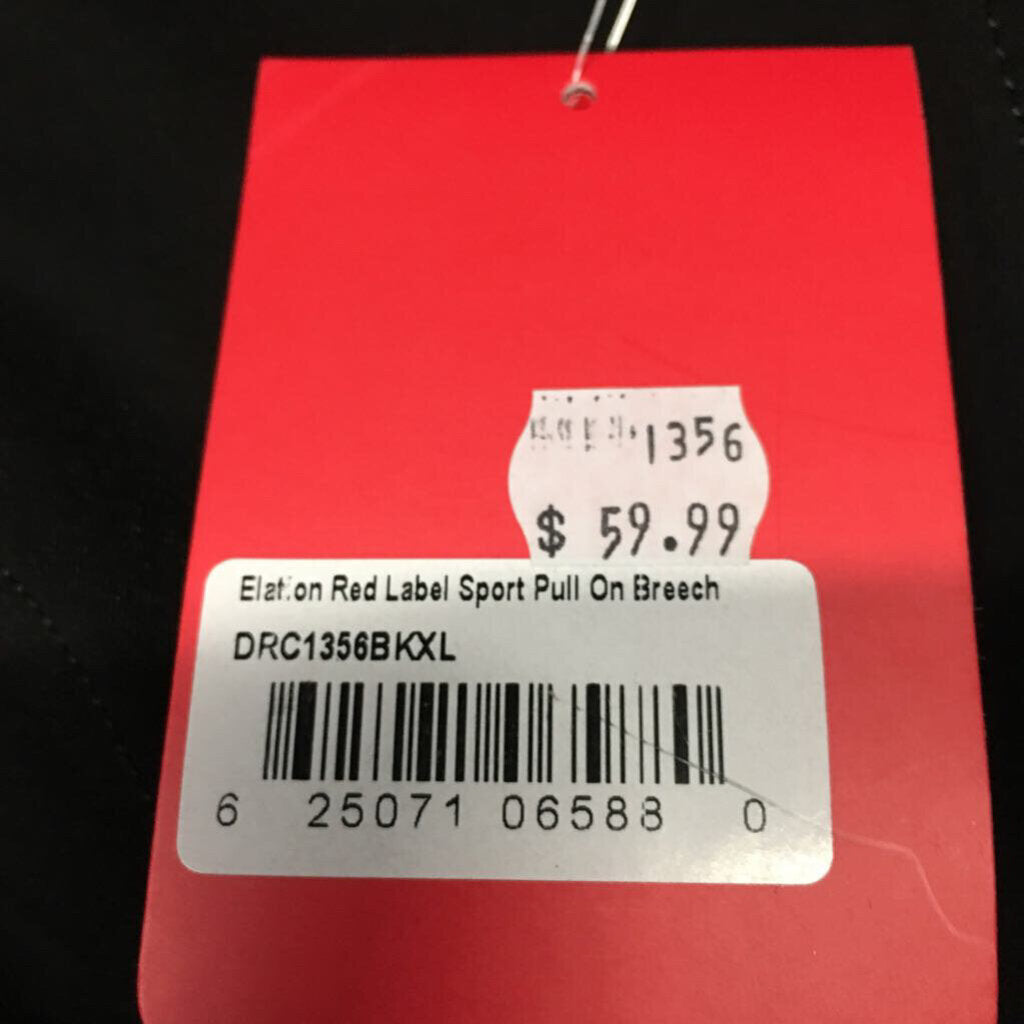 1356
$ 59.99
Elation Red Label Sport Pull On Breech
DRC1356BKXL
6 25071 06588 0